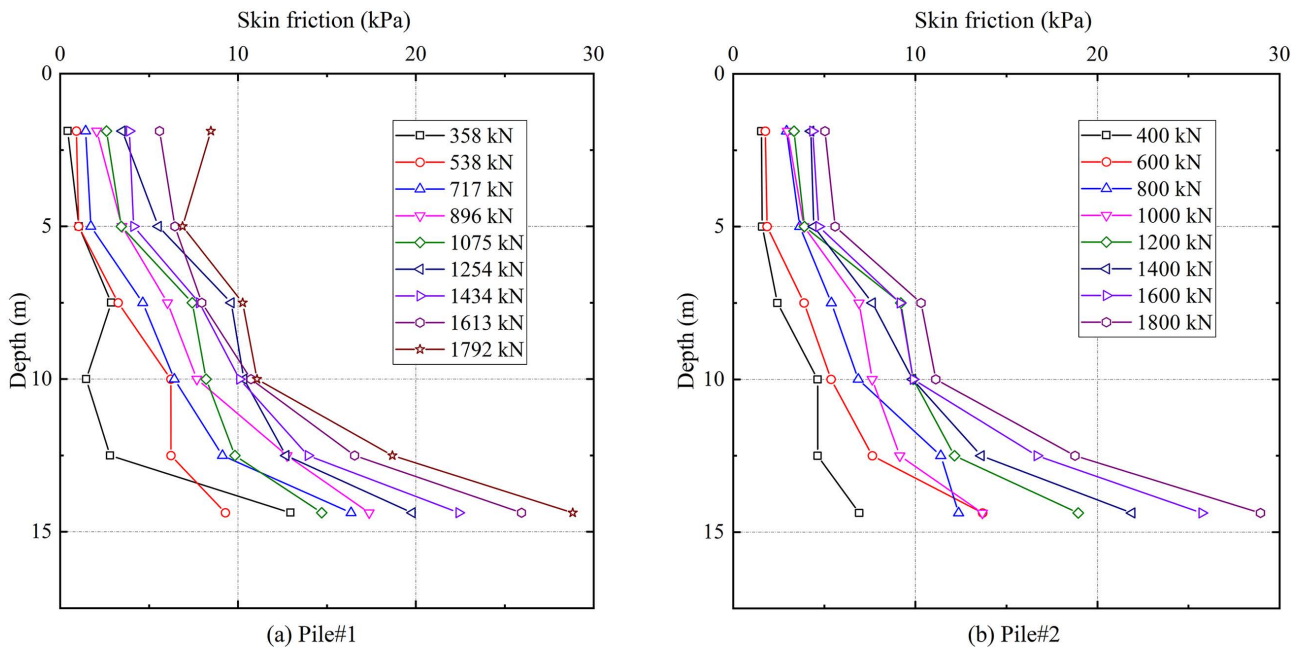 Skin friction (kPa)
0 10 20 30
0
5
10
15
Depth (m)
358 kN
538 kN
717 kN
896 kN
1075 kN
1254 kN
1434 kN
1613 kN
1792 kN
(a) Pile#1
Skin friction (kPa)
0 10 20 30
0
5
10
15
Depth (m)
400 kN
600 kN
800 kN
1000 kN
1200 kN
1400 kN
1600 kN
1800 kN
(b) Pile#2